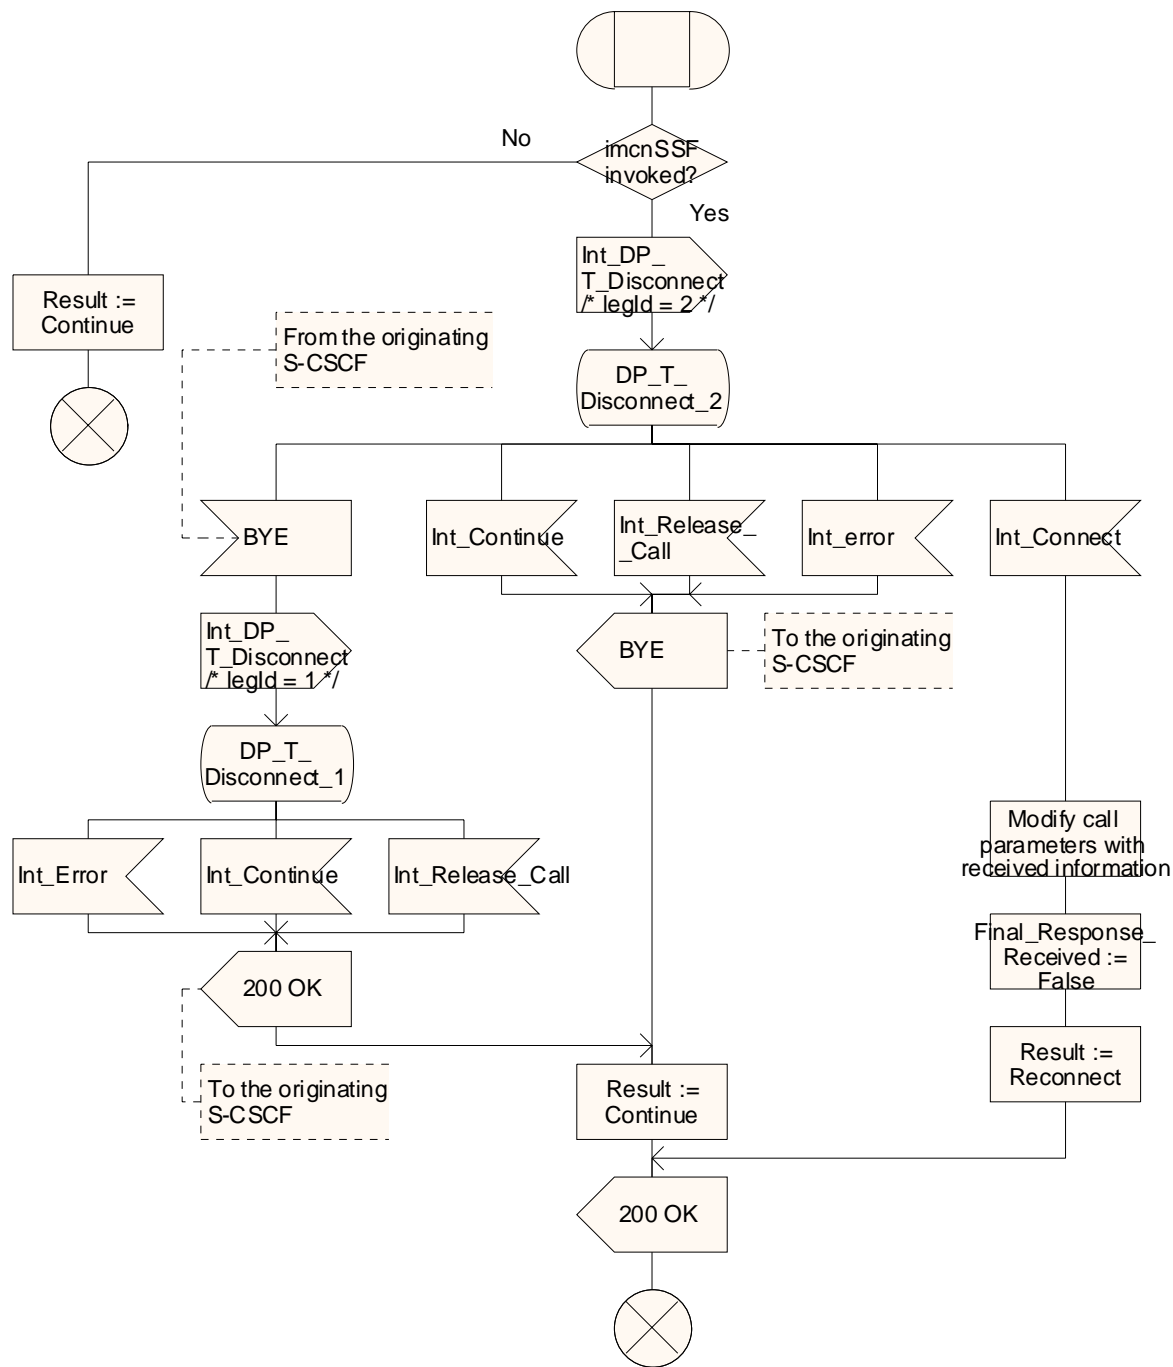 imcnSSF
invoked?
No
Yes
Int_DP_
T_Disconnect
/* legId = 2 */
Result :=
Continue
From the originating
S-CSCF
DP_T_
Disconnect_2
BYE
Int_Continue
Int_Release_
_Call
Int_error
Int_Connect
Int_DP_
T_Disconnect
/* legId = 1 */
BYE
To the originating
S-CSCF
DP_T_
Disconnect_1
Int_Error
Int_Continue
Int_Release_Call
Modify call
parameters with
received information
Final_Response_
Received :=
False
200 OK
To the originating
S-CSCF
Result :=
Continue
Result :=
Reconnect
200 OK